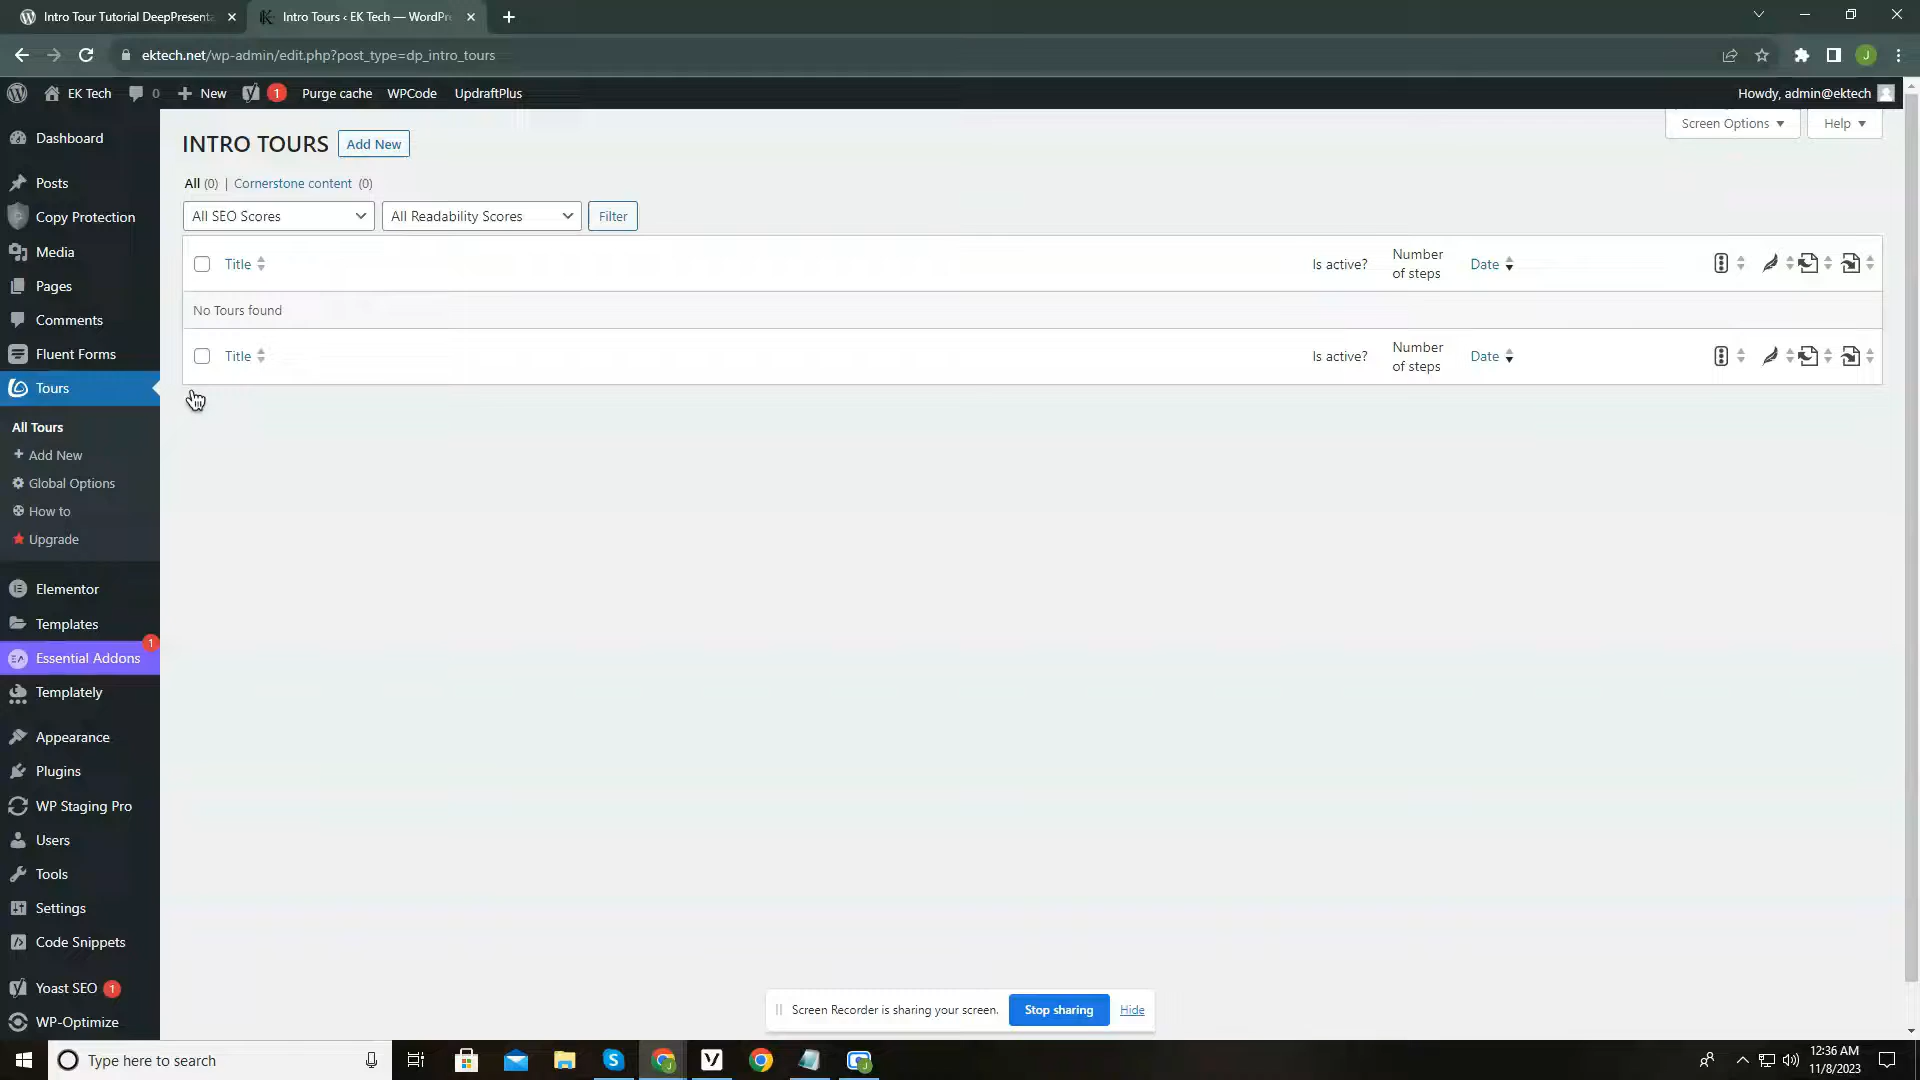 Intro Tour Tutorial DeepPresenta
Intro Tours ‹ EK Tech — WordPre
ektech.net/wp-admin/edit.php?post_type=dp_intro_tours
J
EK Tech
0
New
1
Purge cache
WPCode
UpdraftPlus
Howdy, admin@ektech
Screen Options
Help
Dashboard
Posts
Copy Protection
Media
Pages
Comments
Fluent Forms
Tours
All Tours
Add New
Global Options
How to
Upgrade
Elementor
Templates
Essential Addons
1
Templately
Appearance
Plugins
WP Staging Pro
Users
Tools
Settings
Code Snippets
Yoast SEO 1
WP-Optimize
INTRO TOURS
Add New
All (0) | Cornerstone content (0)
All SEO Scores
All Readability Scores
Filter
Title
Is active?
Number of steps
Date
No Tours found
Title
Is active?
Number of steps
Date
Screen Recorder is sharing your screen.
Stop sharing
Hide
Type here to search
12:36 AM
11/8/2023